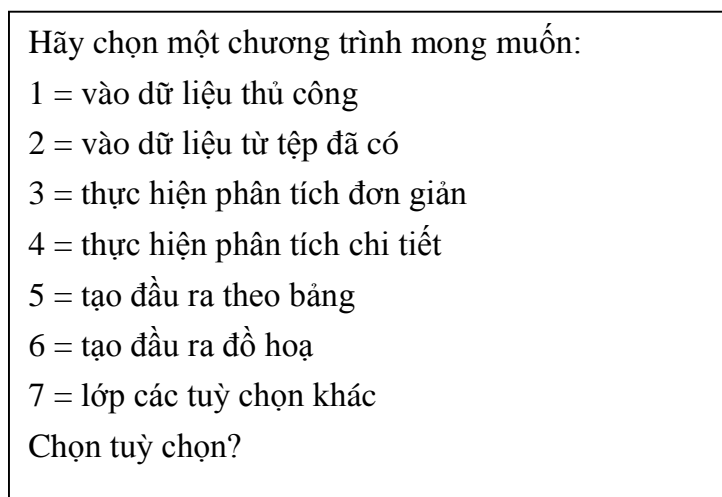 Hãy chọn một chương trình mong muốn:
1 = vào dữ liệu thủ công
2 = vào dữ liệu từ tệp đã có
3 = thực hiện phân tích đơn giản
4 = thực hiện phân tích chi tiết
5 = tạo đầu ra theo bảng
6 = tạo đầu ra đồ hoạ
7 = lớp các tuỳ chọn khác
Chọn tuỳ chọn?